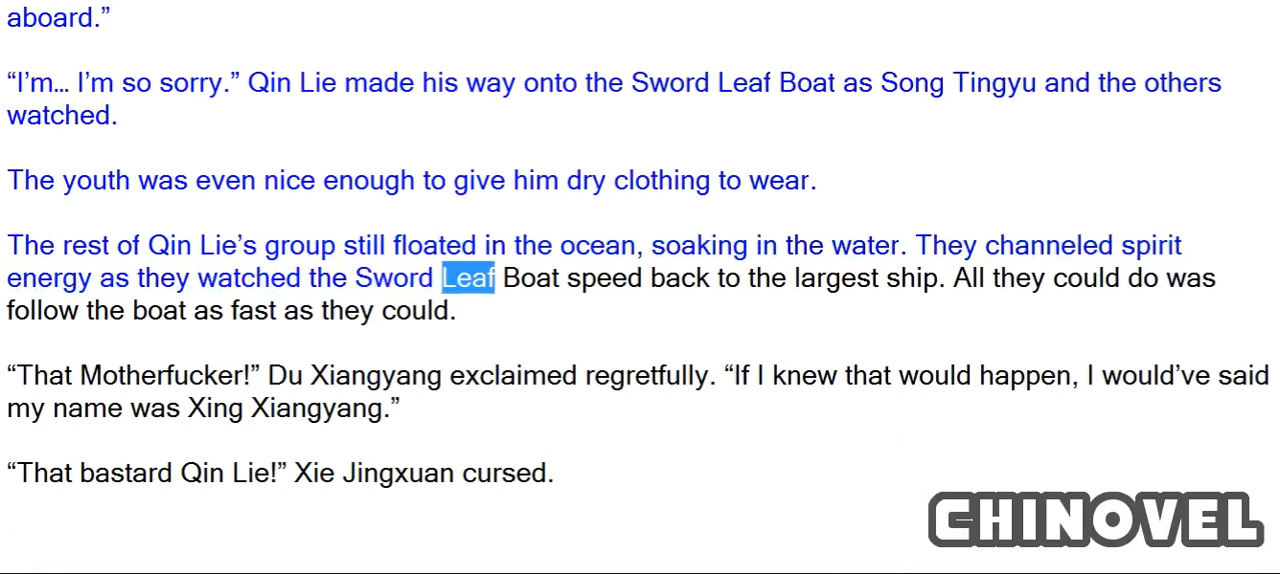 aboard.”
“I’m… I’m so sorry.” Qin Lie made his way onto the Sword Leaf Boat as Song Tingyu and the others
watched.
The youth was even nice enough to give him dry clothing to wear.
The rest of Qin Lie’s group still floated in the ocean, soaking in the water. They channeled spirit
energy as they watched the Sword Leaf Boat speed back to the largest ship. All they could do was
follow the boat as fast as they could.
“That Motherfucker!” Du Xiangyang exclaimed regretfully. “If I knew that would happen, I would’ve said
my name was Xing Xiangyang.”
“That bastard Qin Lie!” Xie Jingxuan cursed.
CHINOVEL